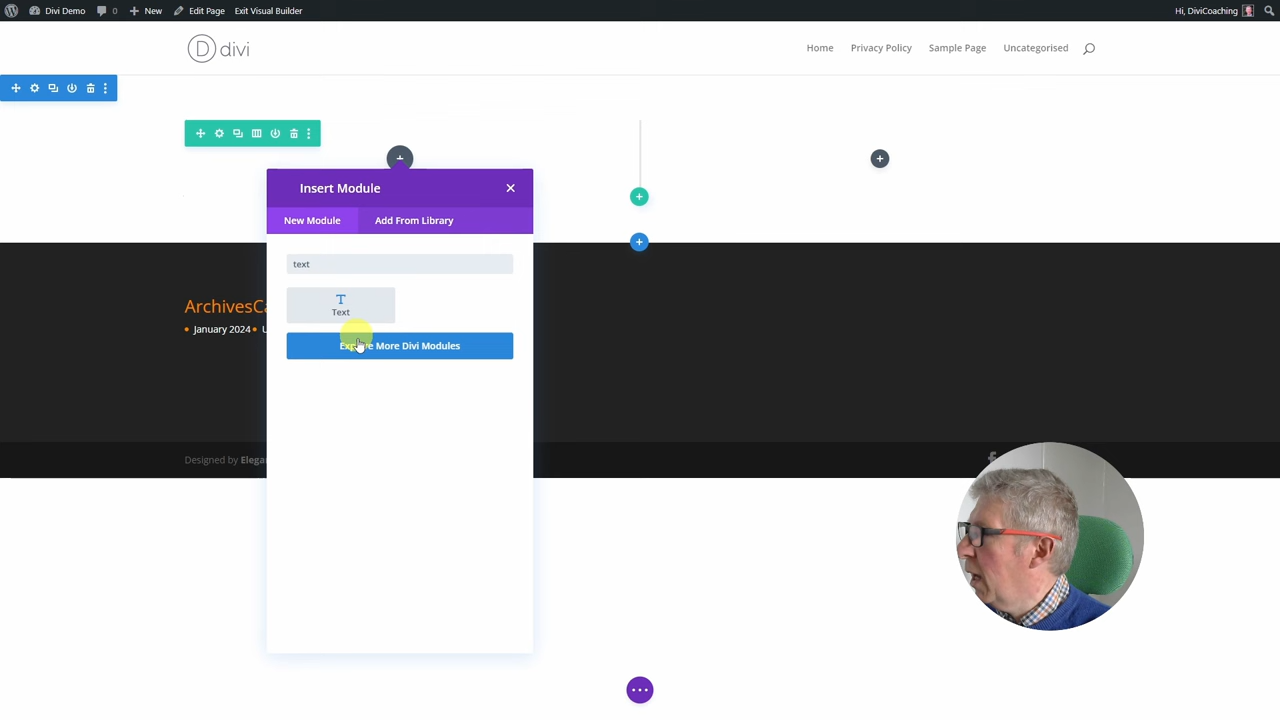 Divi Demo 0 New Edit Page Exit Visual Builder Hi, DiviCoaching
D divi Home Privacy Policy Sample Page Uncategorised
Insert Module
New Module Add From Library
text
T
Text
ArchivesCa
January 2024
Explore More Divi Modules
Designed by Elega